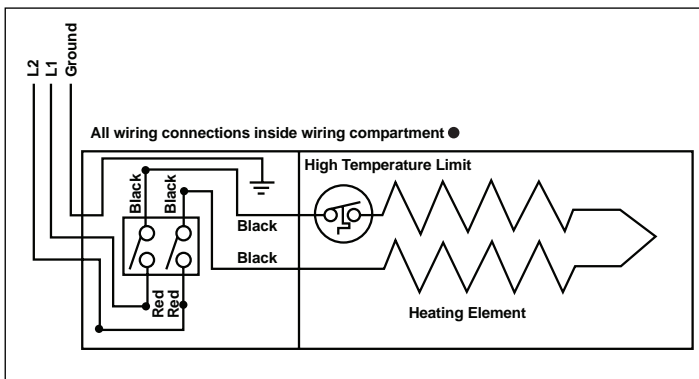 L2
L1
Ground
All wiring connections inside wiring compartment ●
High Temperature Limit
Black
Black
Black
Black
Red
Red
Heating Element